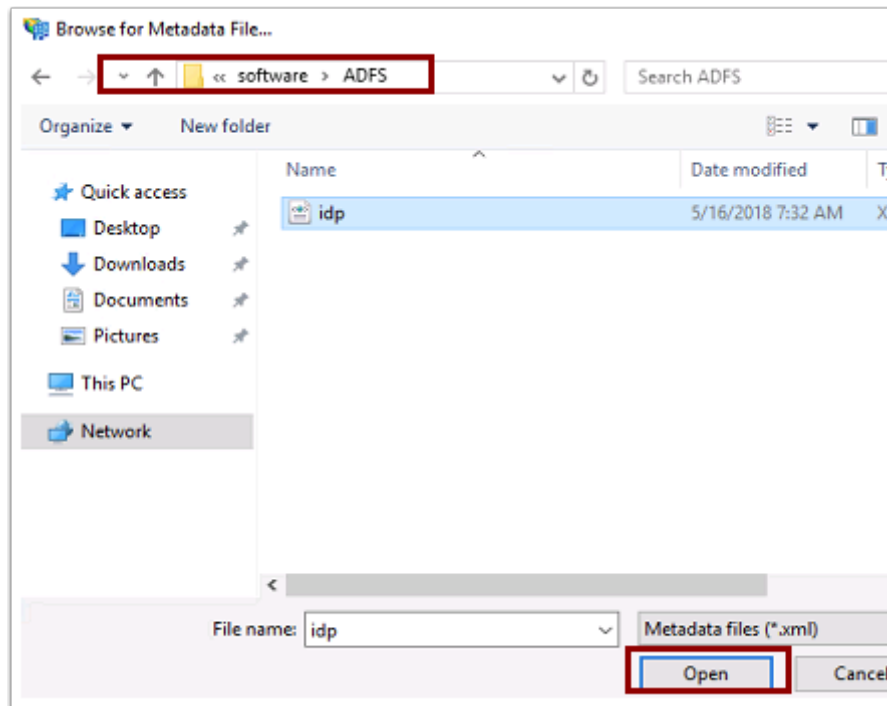 Browse for Metadata File...
« software > ADFS Search ADFS
Organize New folder
Name Date modified
Quick access
idp 5/16/2018 7:32 AM X
Desktop
Downloads
Documents
Pictures
This PC
Network
File name: idp Metadata files (*.xml)
Open Cancel